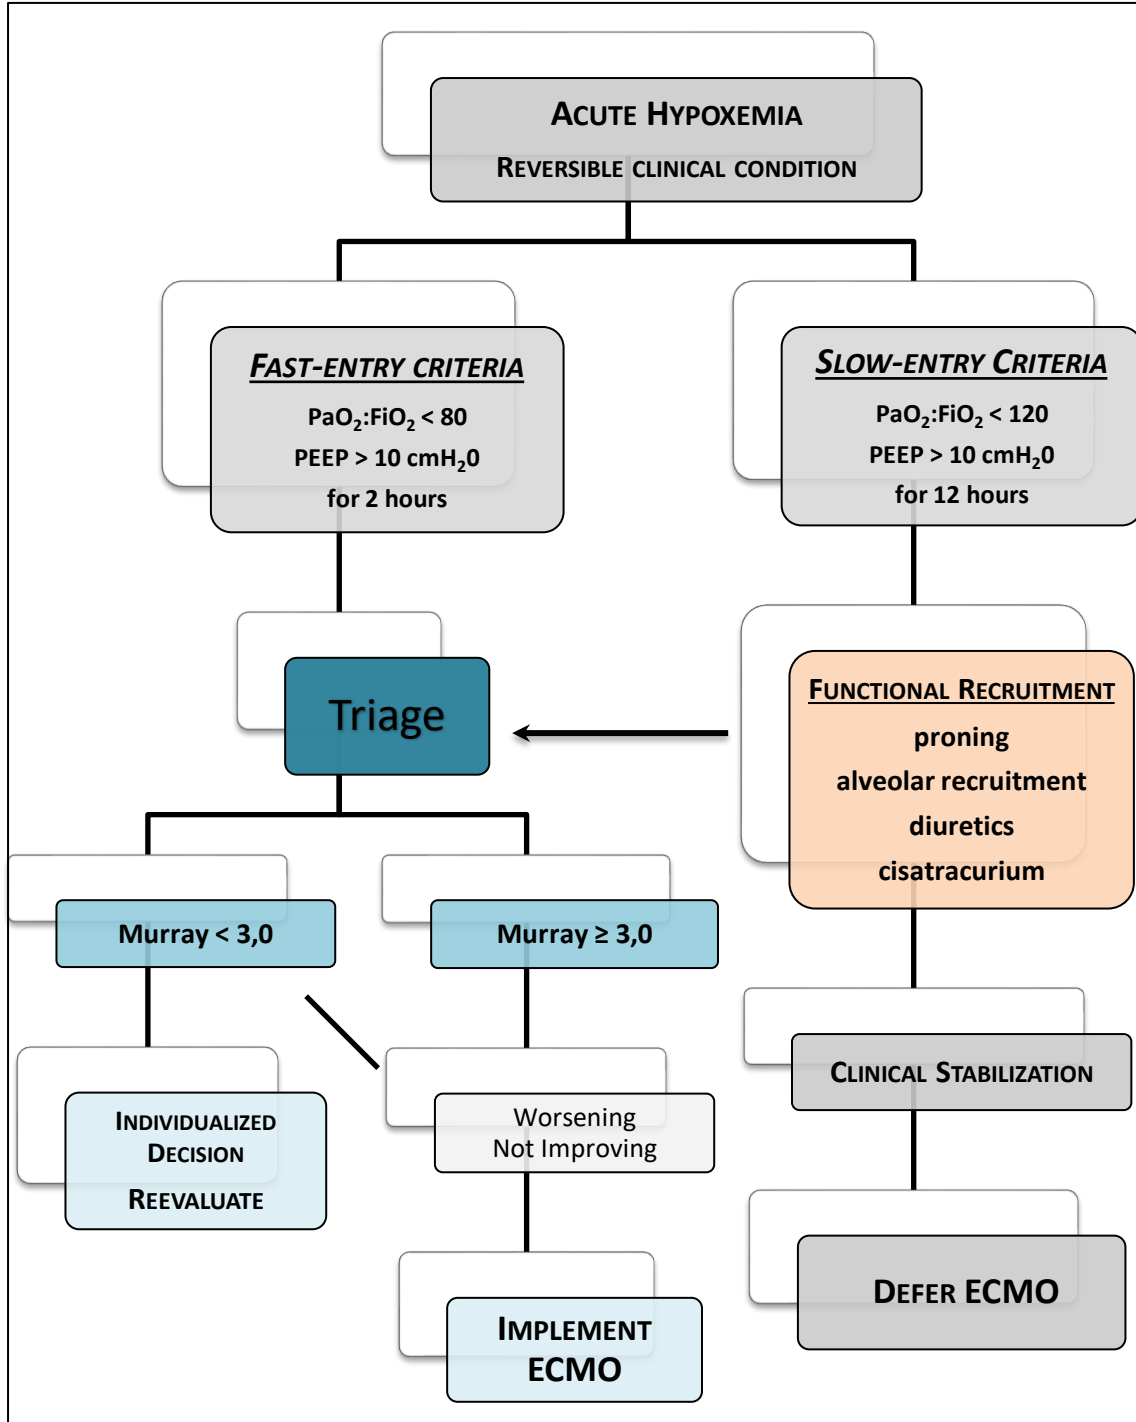 ACUTE HYPOXEMIA
REVERSIBLE CLINICAL CONDITION
FAST-ENTRY CRITERIA
PaO₂:FiO₂ < 80
PEEP > 10 cmH₂0
for 2 hours
SLOW-ENTRY CRITERIA
PaO₂:FiO₂ < 120
PEEP > 10 cmH₂0
for 12 hours
Triage
FUNCTIONAL RECRUITMENT
proning
alveolar recruitment
diuretics
cisatracurium
Murray < 3,0
Murray ≥ 3,0
INDIVIDUALIZED
DECISION
REEVALUATE
Worsening
Not Improving
CLINICAL STABILIZATION
IMPLEMENT
ECMO
DEFER ECMO